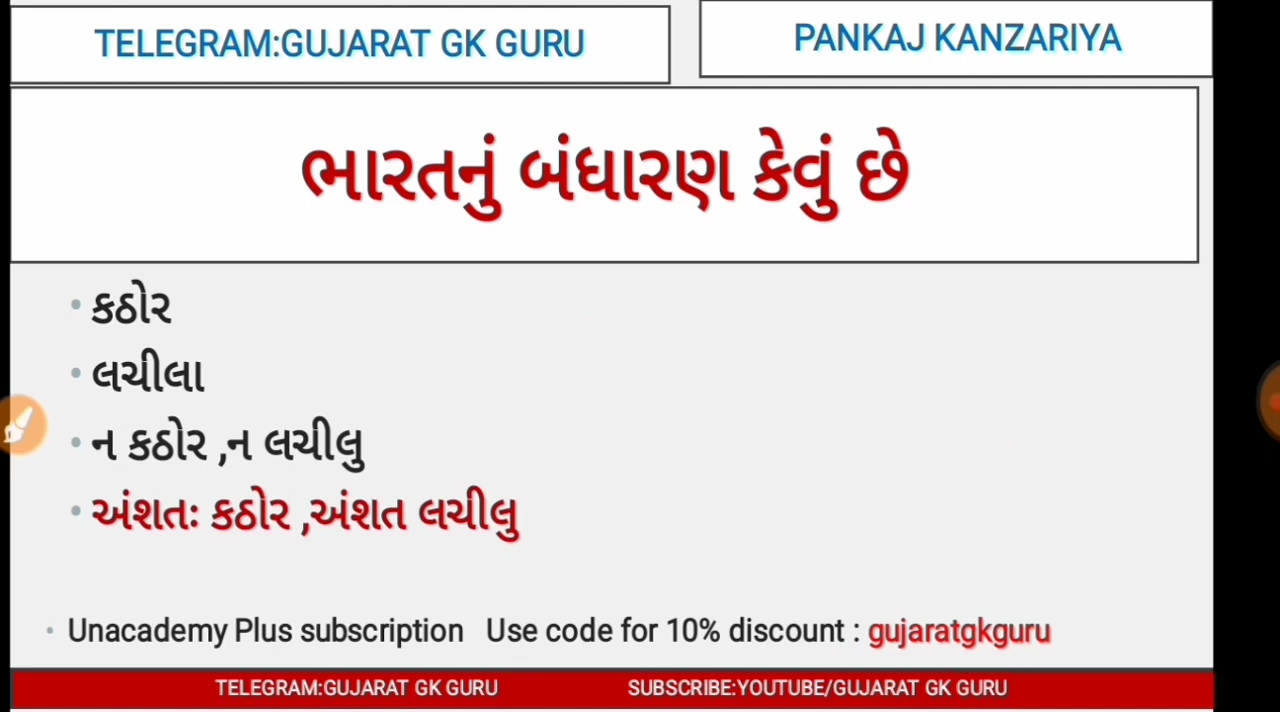 TELEGRAM:GUJARAT GK GURU
PANKAJ KANZARIYA
ભારતનું બંધારણ કેવું છે
• કઠોર
• લચીલા
• ન કઠોર ,ન લચીલુ
• અંશતઃ કઠોર ,અંશત લચીલુ
• Unacademy Plus subscription Use code for 10% discount : gujaratgkguru
TELEGRAM:GUJARAT GK GURU
SUBSCRIBE:YOUTUBE/GUJARAT GK GURU